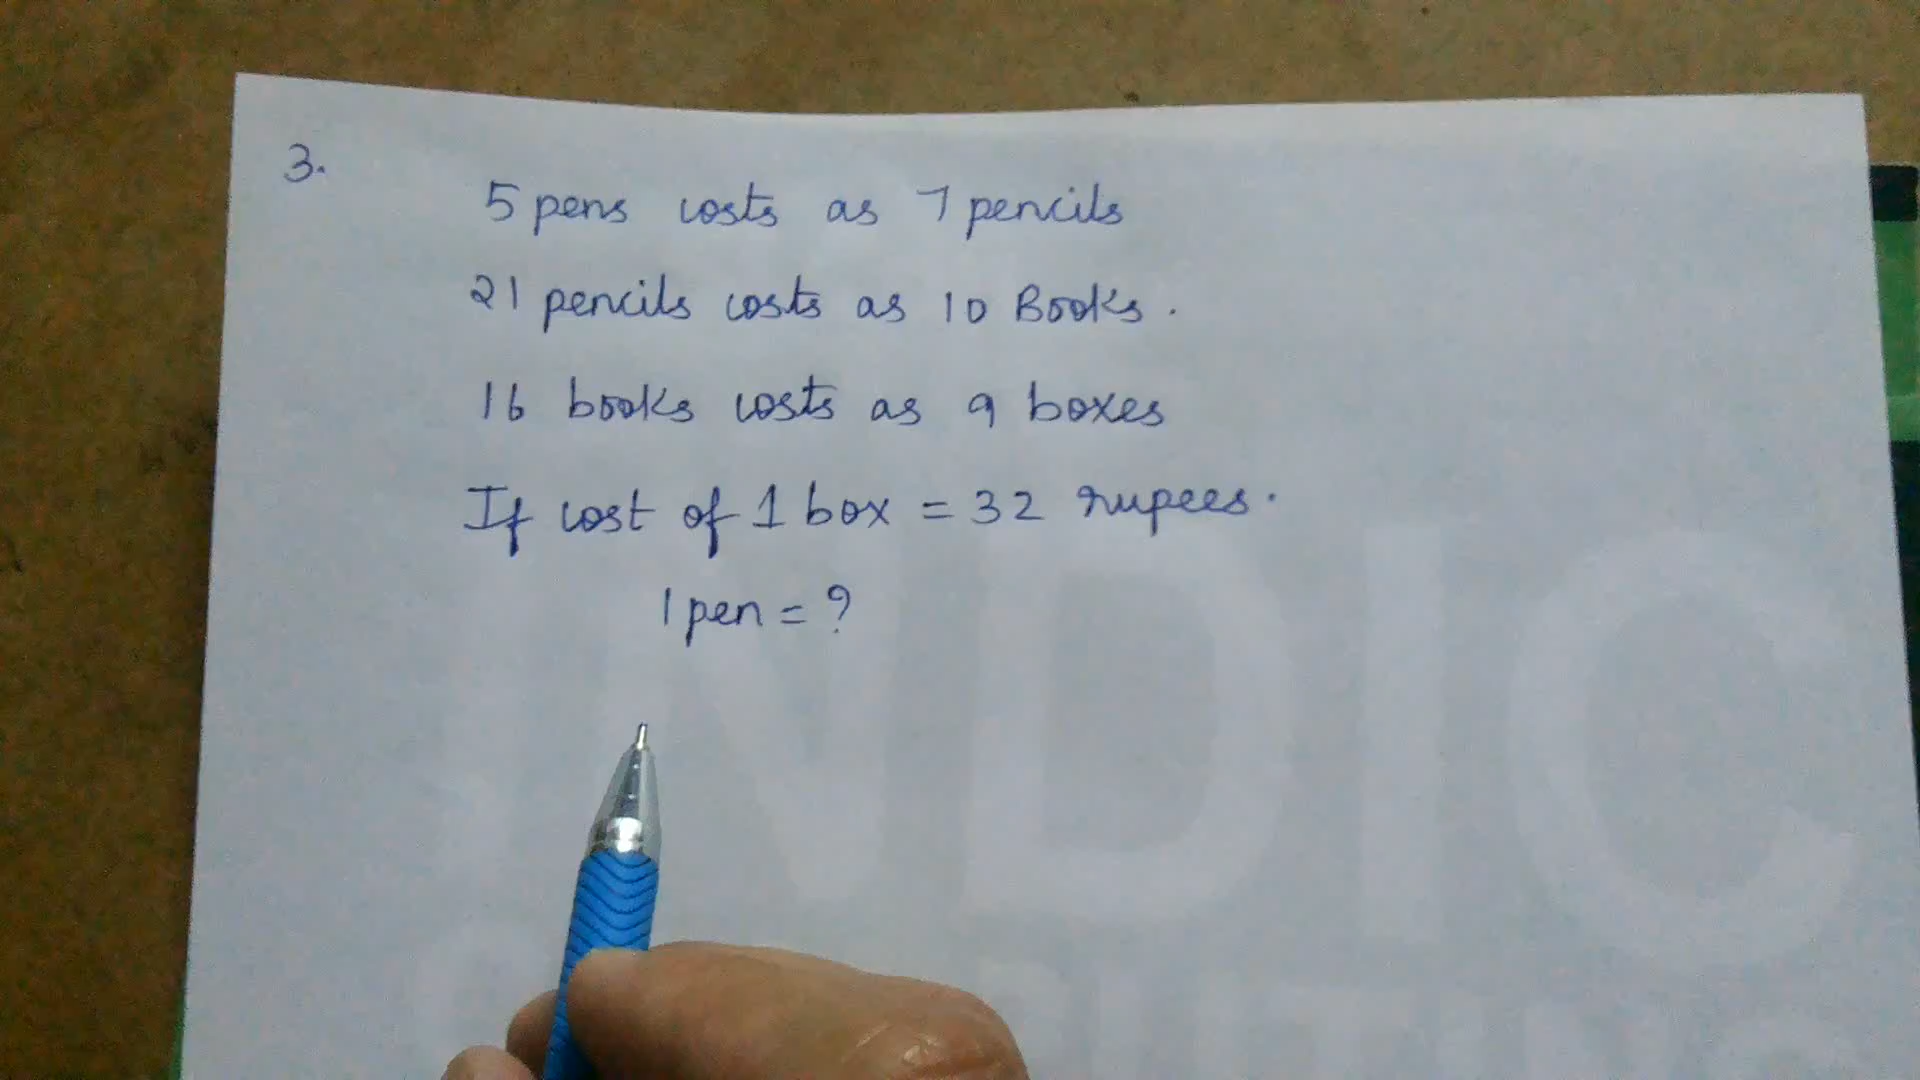 3.
5 pens costs as 7 pencils
21 pencils costs as 10 Books.
16 books costs as 9 boxes
If cost of 1 box = 32 rupees.
1 pen = ?
INDIC